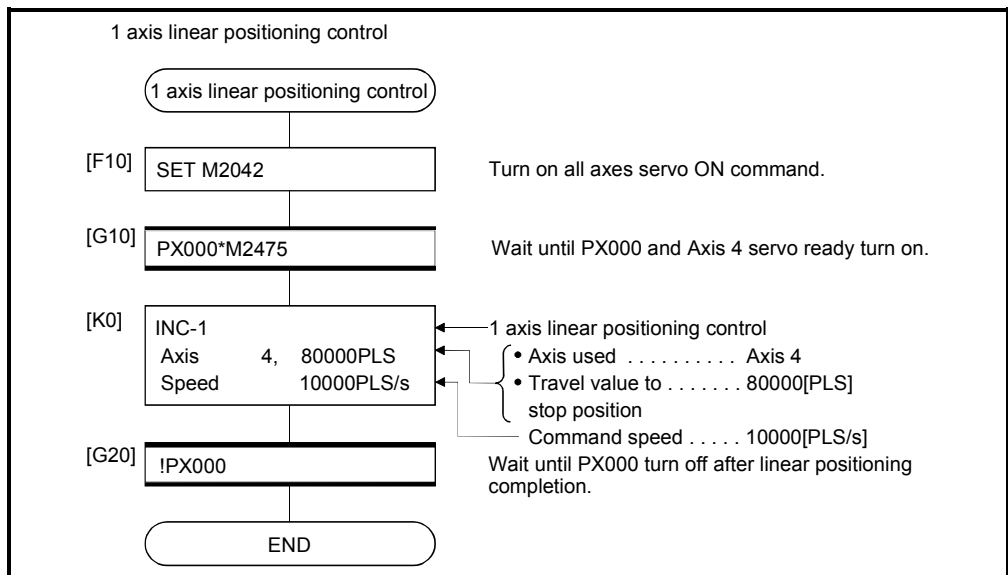 1 axis linear positioning control
1 axis linear positioning control
[F10] SET M2042 Turn on all axes servo ON command.
[G10] PX000*M2475 Wait until PX000 and Axis 4 servo ready turn on.
[K0] INC-1 1 axis linear positioning control
Axis 4, 80000PLS • Axis used . . . . . . . . . . Axis 4
Speed 10000PLS/s • Travel value to . . . . . . . 80000[PLS]
stop position
Command speed . . . . . 10000[PLS/s]
[G20] !PX000 Wait until PX000 turn off after linear positioning
completion.
END